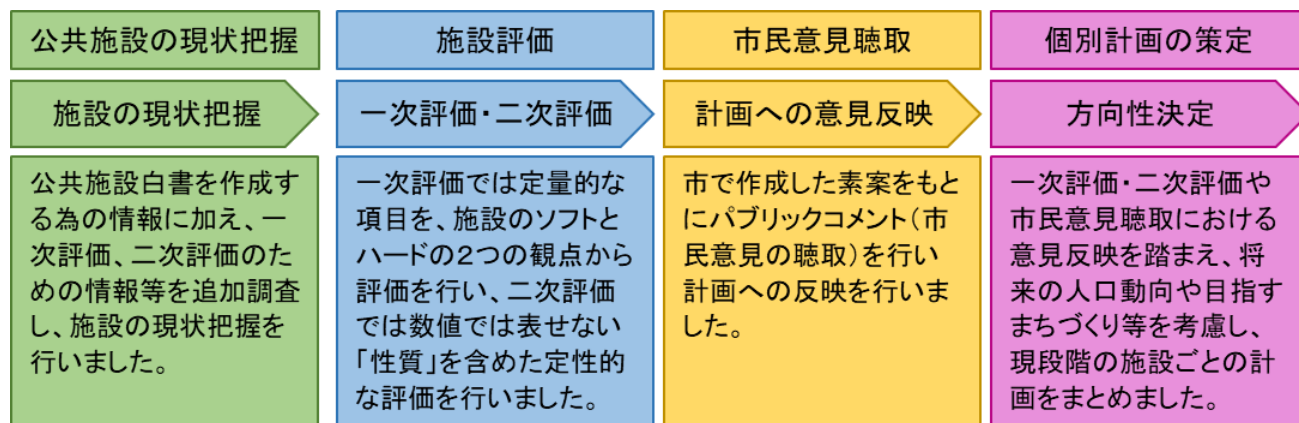 公共施設の現状把握
施設評価
市民意見聴取
個別計画の策定
施設の現状把握
一次評価・二次評価
計画への意見反映
方向性決定
公共施設白書を作成す
る為の情報に加え、一
次評価、二次評価のた
めの情報等を追加調査
し、施設の現状把握を
行いました。
一次評価では定量的な
項目を、施設のソフトと
ハードの２つの観点から
評価を行い、二次評価
では数値では表せない
「性質」を含めた定性的
な評価を行いました。
市で作成した素案をもと
にパブリックコメント（市
民意見の聴取）を行い
計画への反映を行いま
した。
一次評価・二次評価や
市民意見聴取における
意見反映を踏まえ、将
来の人口動向や目指す
まちづくり等を考慮し、
現段階の施設ごとの計
画をまとめました。